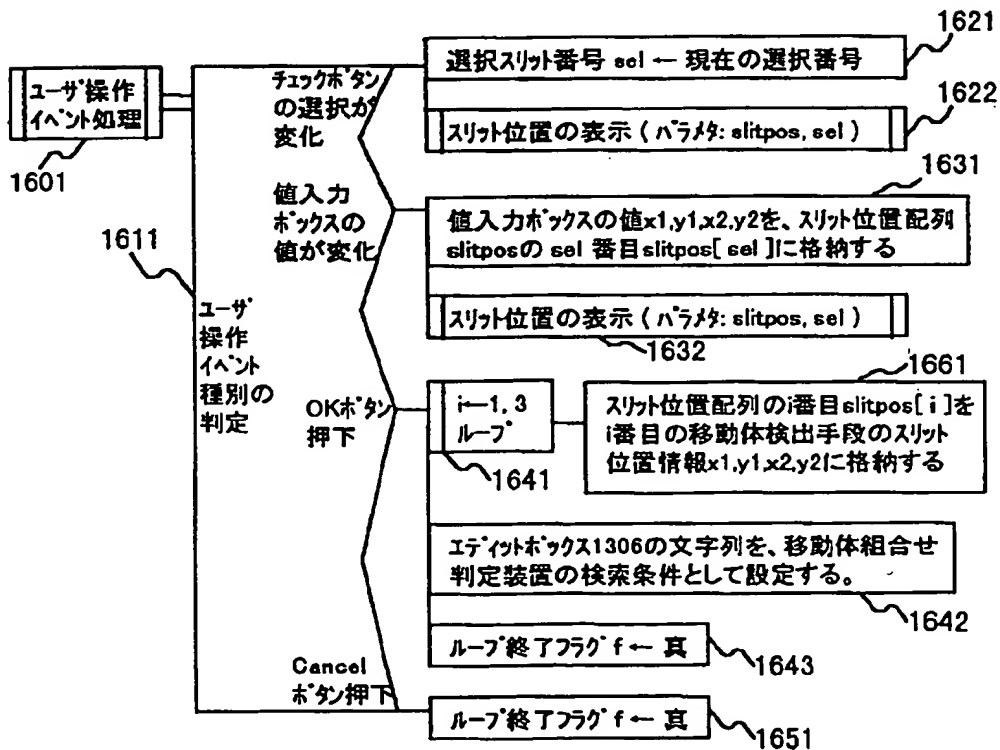 1621
選択スリット番号 sel ← 現在の選択番号
ユーザ操作
イベント処理
1601
チェックボタン
の選択が
変化
1622
スリット位置の表示 ( パラメタ: slitpos, sel )
1631
値入力
ボックスの
値が変化
値入力ボックスの値x1,y1,x2,y2を、スリット位置配列
slitposの sel 番目slitpos[ sel ]に格納する
1611
スリット位置の表示 ( パラメタ: slitpos, sel )
1632
ユーザ
操作
イベント
種別の
判定
1661
OKボタン
押下
i←1, 3
ループ
1641
スリット位置配列のi番目slitpos[ i ]を
i番目の移動体検出手段のスリット
位置情報x1,y1,x2,y2に格納する
エディットボックス1306の文字列を、移動体組合せ
判定装置の検索条件として設定する。
1642
ループ終了フラグ f ← 真
1643
Cancel
ボタン押下
ループ終了フラグ f ← 真
1651